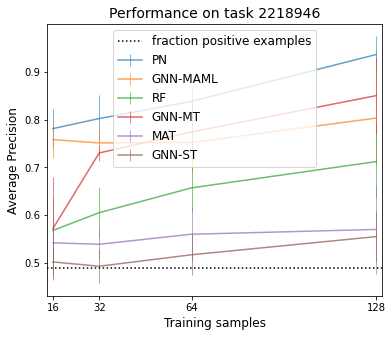 Performance on task 2218946
fraction positive examples
PN
GNN-MAML
RF
GNN-MT
MAT
GNN-ST
Average Precision
0.9
0.8
0.7
0.6
0.5
16 32 64 128
Training samples